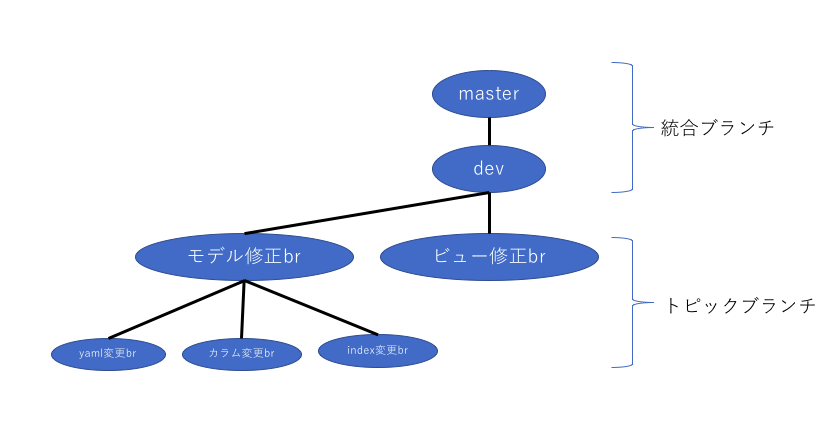 master
統合ブランチ
dev
モデル修正br
ビュー修正br
トピックブランチ
yaml変更br
カラム変更br
index変更br